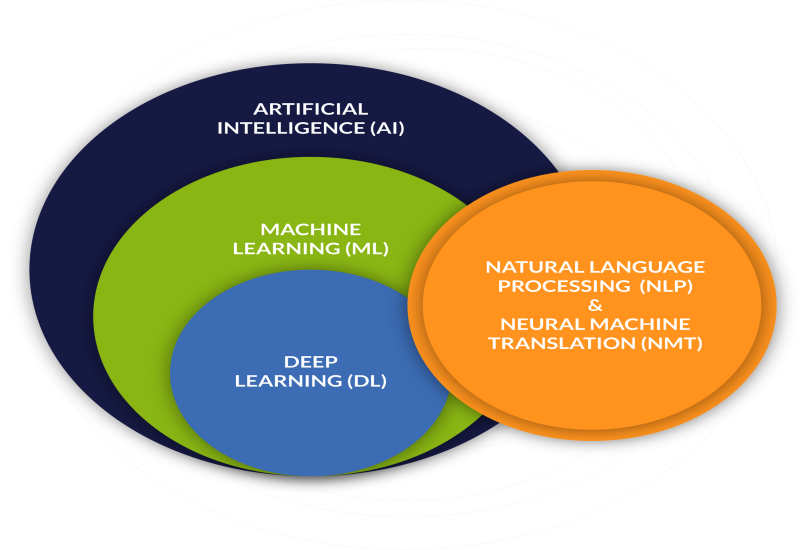 ARTIFICIAL
INTELLIGENCE (AI)
MACHINE
LEARNING (ML)
DEEP
LEARNING (DL)
NATURAL LANGUAGE
PROCESSING (NLP)
&
NEURAL MACHINE
TRANSLATION (NMT)